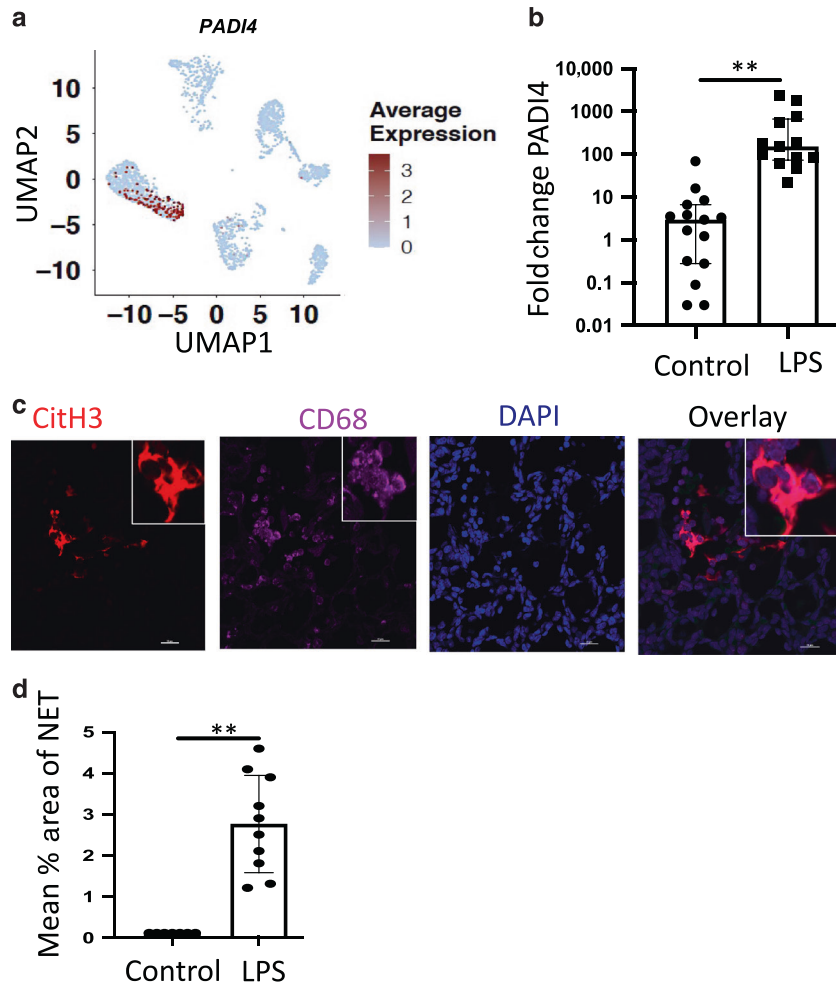 a
PADI4
UMAP2
10
5
0
−5
−10
−10 −5 0 5 10
UMAP1
Average
Expression
3
2
1
0
b
**
Fold change PADI4
10,000
1000
100
10
1
0.1
0.01
Control LPS
c
CitH3 CD68 DAPI Overlay
d
**
Mean % area of NET
5
4
3
2
1
0
Control LPS